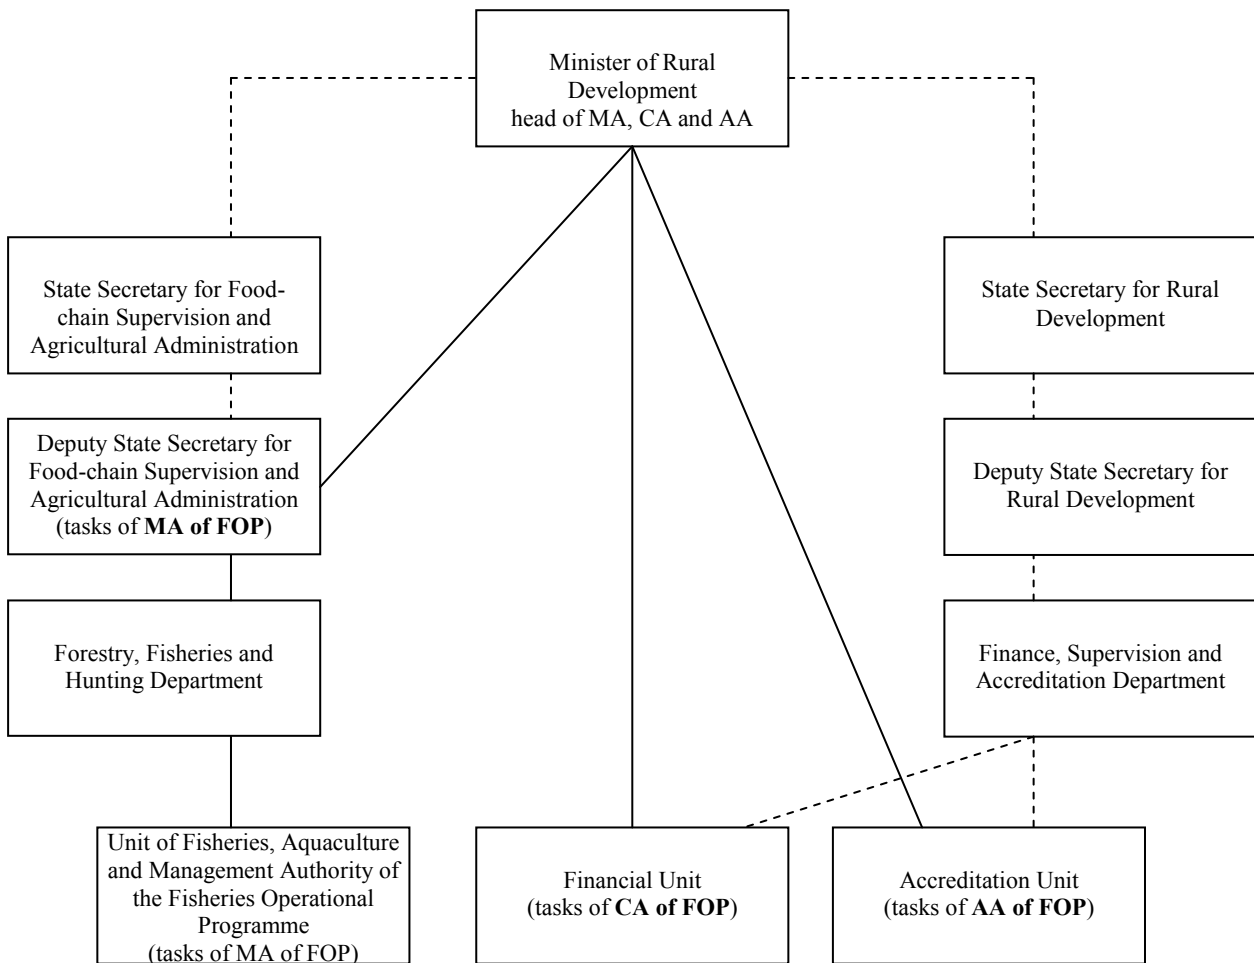 Minister of Rural
Development
head of MA, CA and AA
State Secretary for Food-
chain Supervision and
Agricultural Administration
State Secretary for Rural
Development
Deputy State Secretary for
Food-chain Supervision and
Agricultural Administration
(tasks of MA of FOP)
Deputy State Secretary for
Rural Development
Forestry, Fisheries and
Hunting Department
Finance, Supervision and
Accreditation Department
Unit of Fisheries, Aquaculture
and Management Authority of
the Fisheries Operational
Programme
(tasks of MA of FOP)
Financial Unit
(tasks of CA of FOP)
Accreditation Unit
(tasks of AA of FOP)